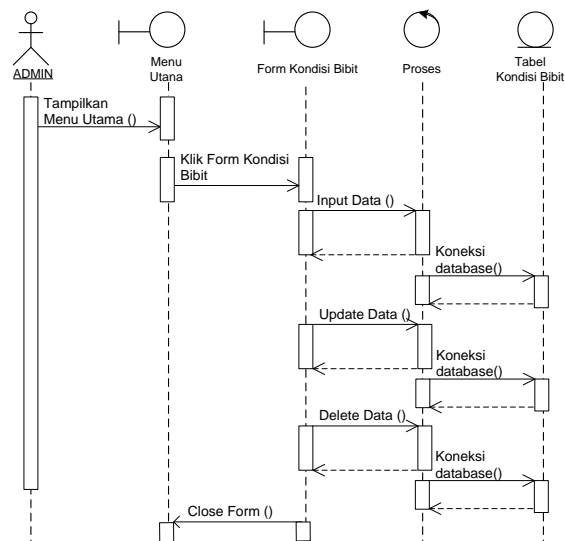 ADMIN
Menu
Utana
Form Kondisi Bibit
Proses
Tabel
Kondisi Bibit
Tampilkan
Menu Utama ()
Klik Form Kondisi
Bibit
Input Data ()
Koneksi
database()
Update Data ()
Koneksi
database()
Delete Data ()
Koneksi
database()
Close Form ()